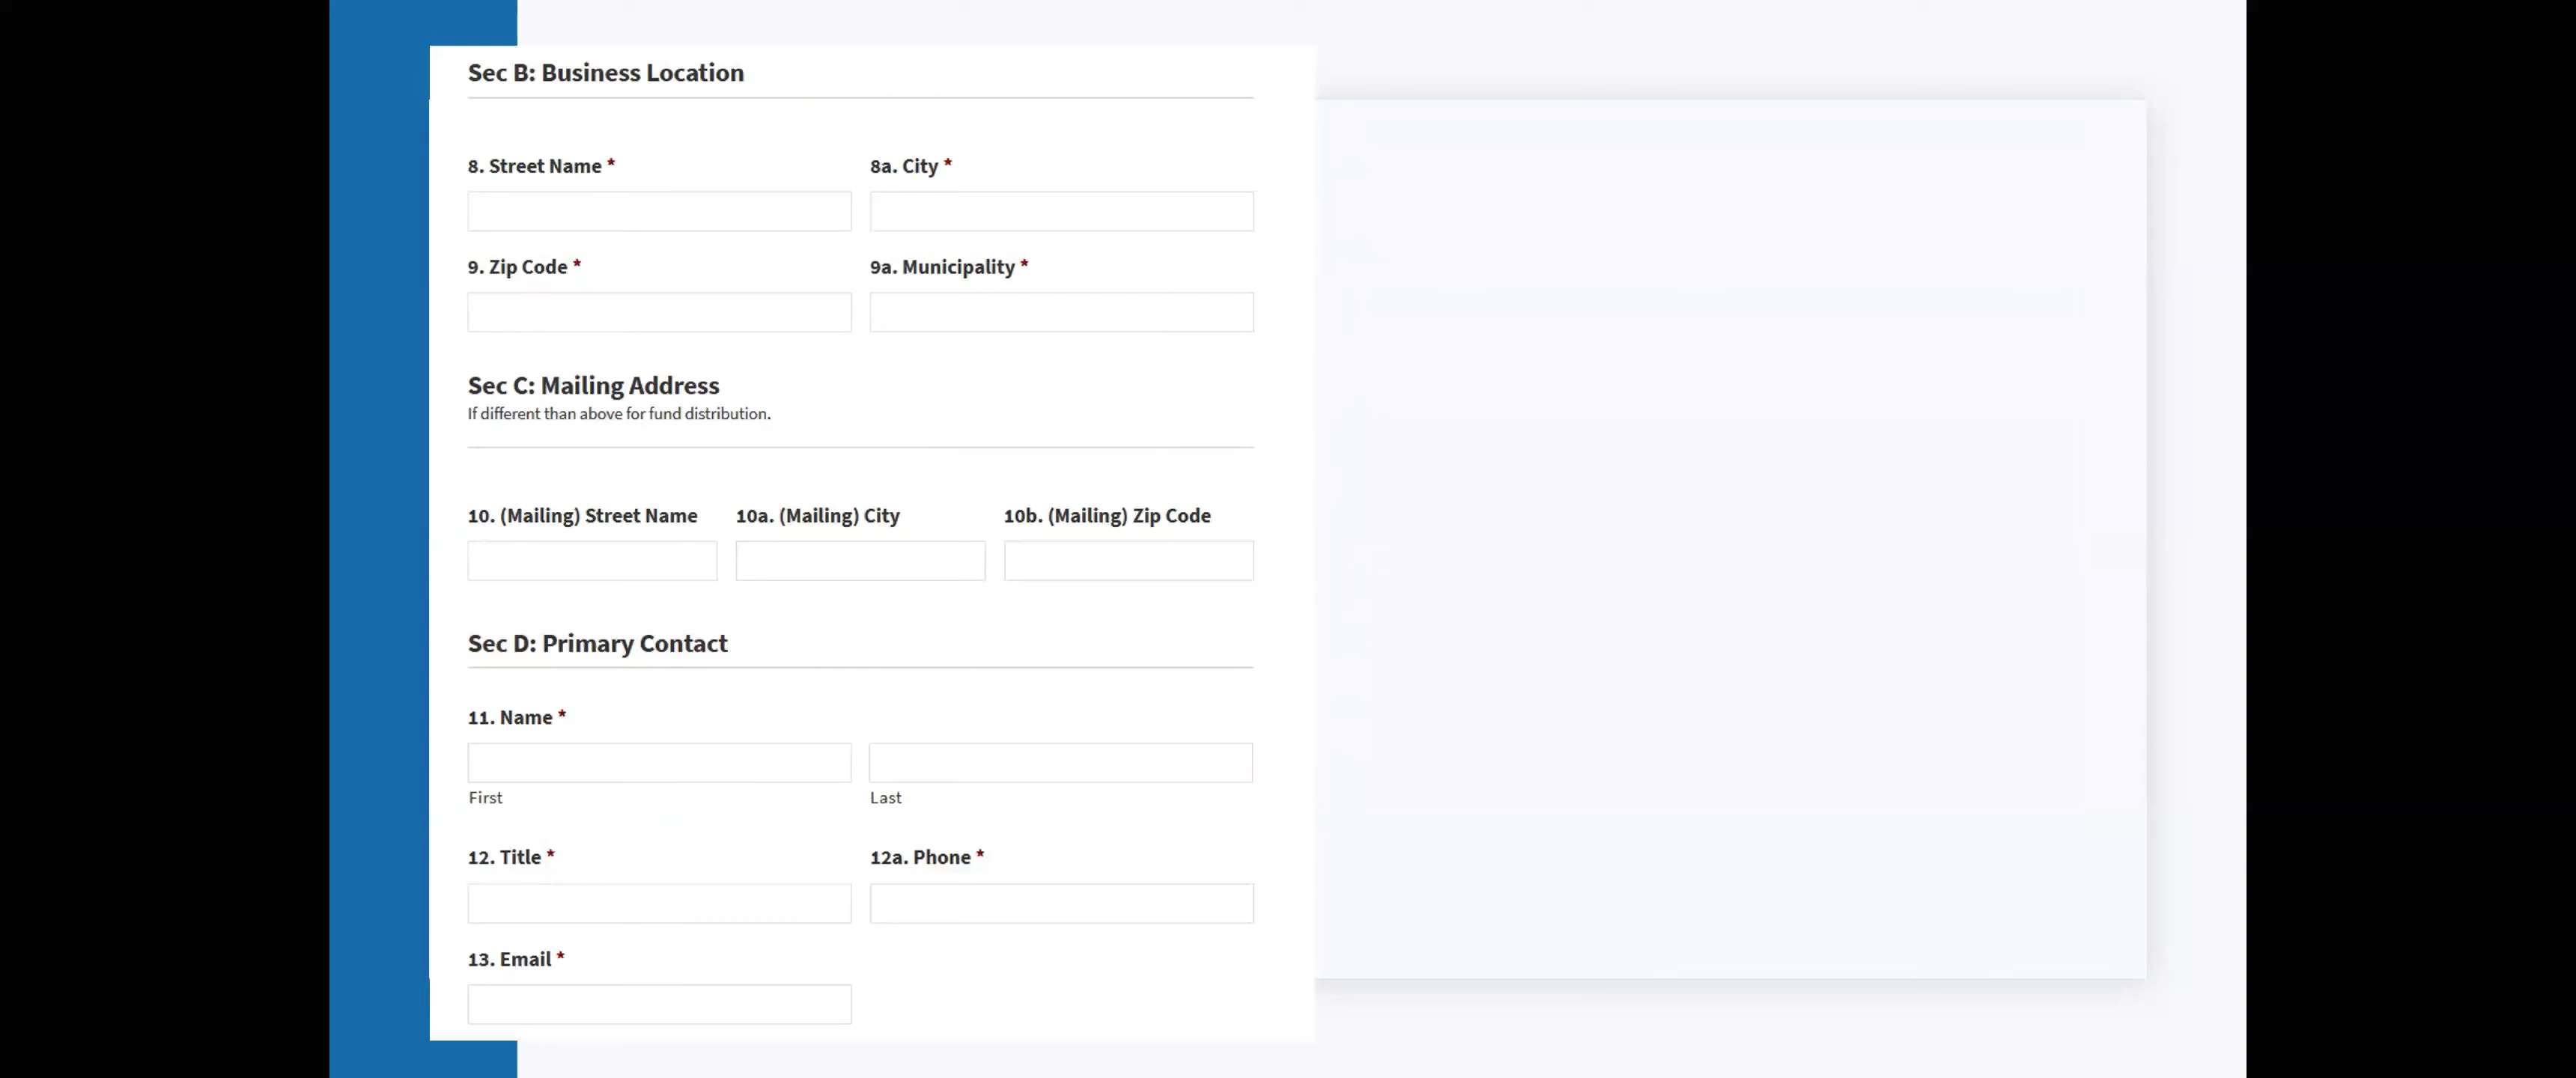 Sec B: Business Location
8. Street Name * 8a. City *
9. Zip Code * 9a. Municipality *
Sec C: Mailing Address
If different than above for fund distribution.
10. (Mailing) Street Name 10a. (Mailing) City 10b. (Mailing) Zip Code
Sec D: Primary Contact
11. Name *
First Last
12. Title * 12a. Phone *
13. Email *